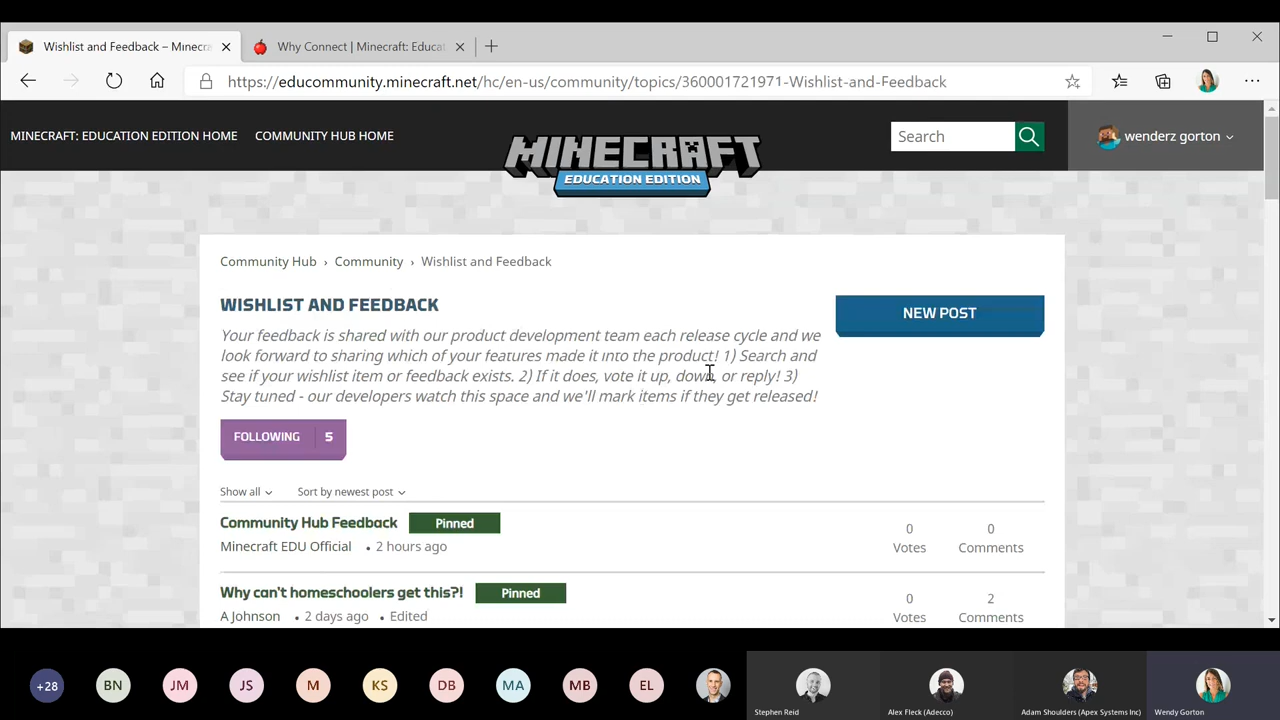 Wishlist and Feedback – Minecra
Why Connect | Minecraft: Educat
https://educommunity.minecraft.net/hc/en-us/community/topics/360001721971-Wishlist-and-Feedback
MINECRAFT: EDUCATION EDITION HOME
COMMUNITY HUB HOME
MINECRAFT
EDUCATION EDITION
Search
wenderz gorton
Community Hub › Community › Wishlist and Feedback
WISHLIST AND FEEDBACK
NEW POST
Your feedback is shared with our product development team each release cycle and we
look forward to sharing which of your features made it into the product! 1) Search and
see if your wishlist item or feedback exists. 2) If it does, vote it up, down, or reply! 3)
Stay tuned - our developers watch this space and we'll mark items if they get released!
FOLLOWING 5
Show all Sort by newest post
Community Hub Feedback Pinned
Minecraft EDU Official • 2 hours ago
0 Votes
0 Comments
Why can't homeschoolers get this?! Pinned
A Johnson • 2 days ago • Edited
0 Votes
2 Comments
+28 BN JM JS M KS DB MA MB EL
Stephen Reid
Alex Fleck (Adecco)
Adam Shoulders (Apex Systems Inc)
Wendy Gorton